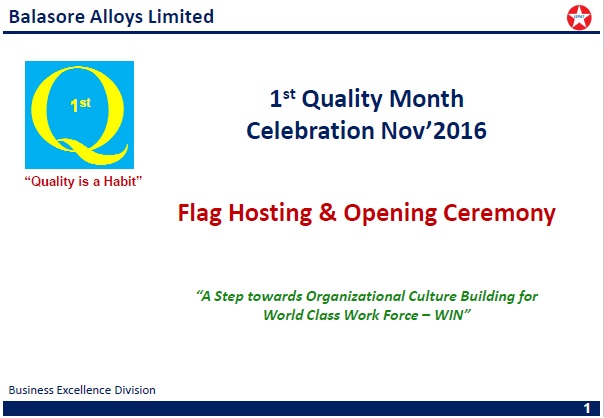 Balasore Alloys Limited
1st
1st Quality Month
Celebration Nov’2016
“Quality is a Habit”
Flag Hosting & Opening Ceremony
“A Step towards Organizational Culture Building for
World Class Work Force – WIN”
Business Excellence Division
1